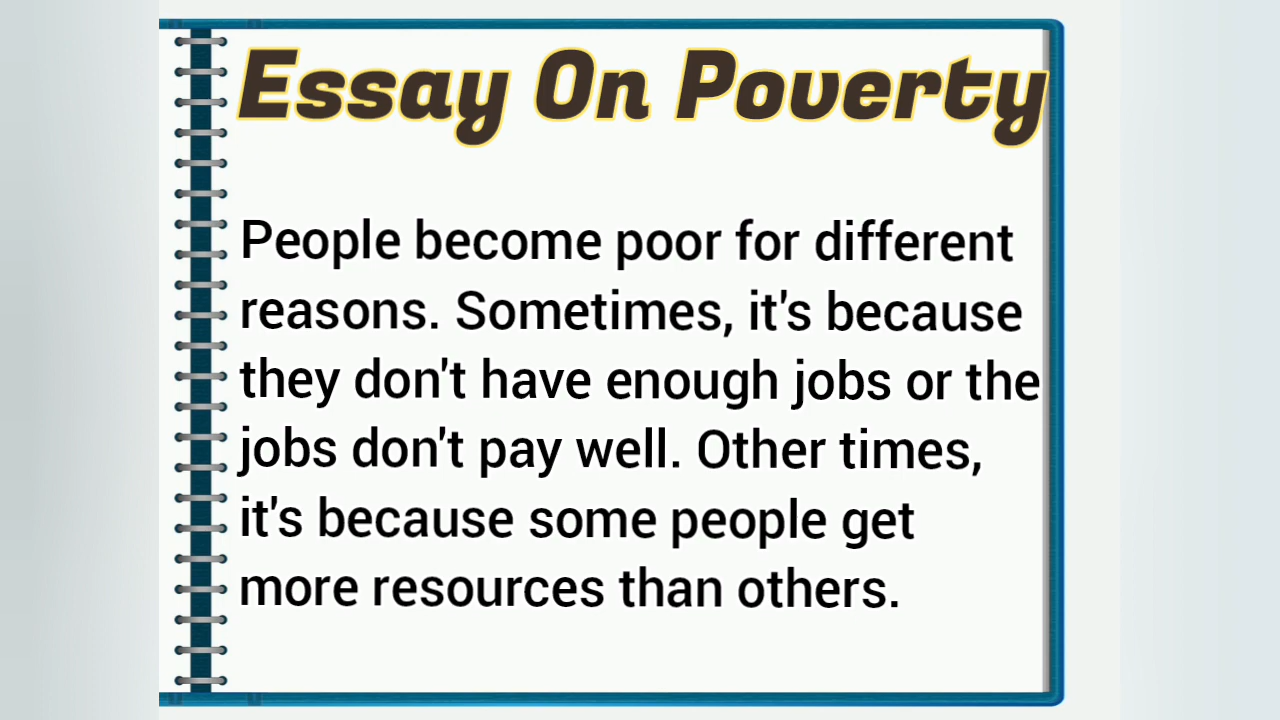 Essay On Poverty
People become poor for different
reasons. Sometimes, it's because
they don't have enough jobs or the
jobs don't pay well. Other times,
it's because some people get
more resources than others.